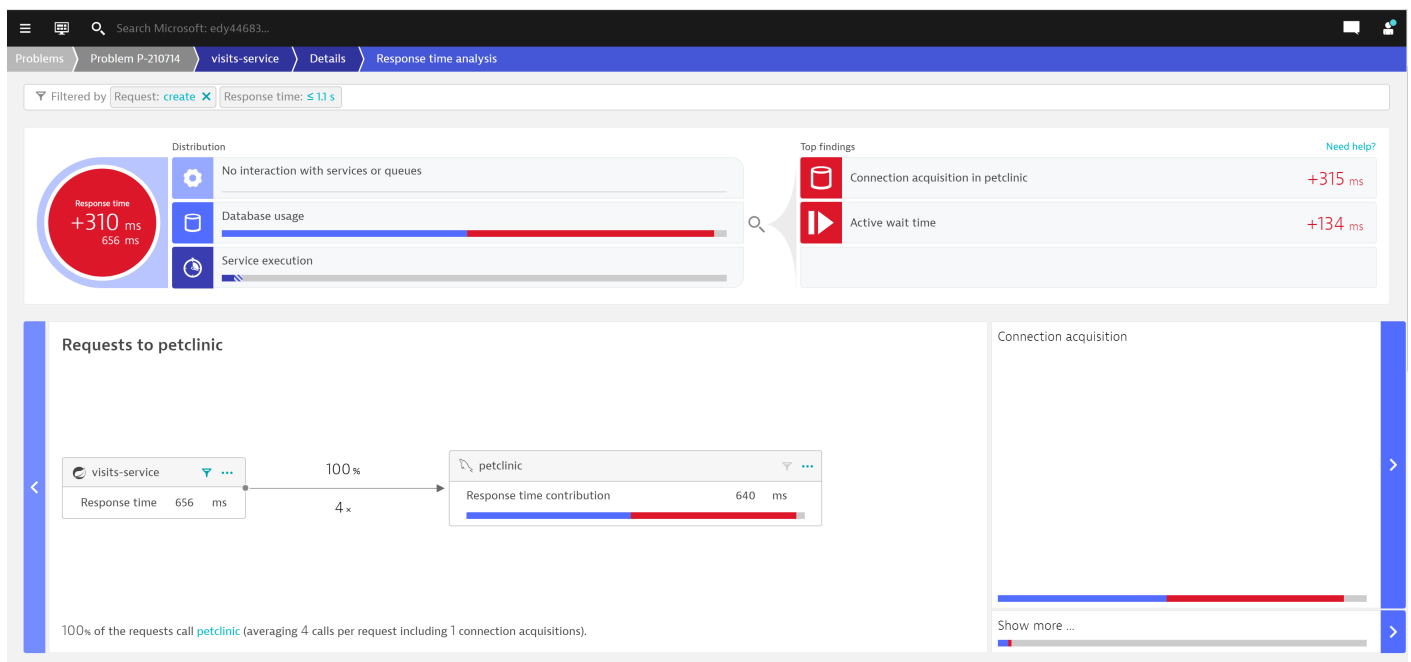 Search Microsoft: edy44683...
Problems Problem P-210714 visits-service Details Response time analysis
Filtered by Request: create ✕ Response time: ≤ 1.1 s
Distribution
Response time
+310 ms
656 ms
No interaction with services or queues
Database usage
Service execution
Top findings
Need help?
Connection acquisition in petclinic +315 ms
Active wait time +134 ms
Requests to petclinic
visits-service ...
Response time 656 ms
100 %
4 ×
petclinic ...
Response time contribution 640 ms
100% of the requests call petclinic (averaging 4 calls per request including 1 connection acquisitions).
Connection acquisition
Show more ...